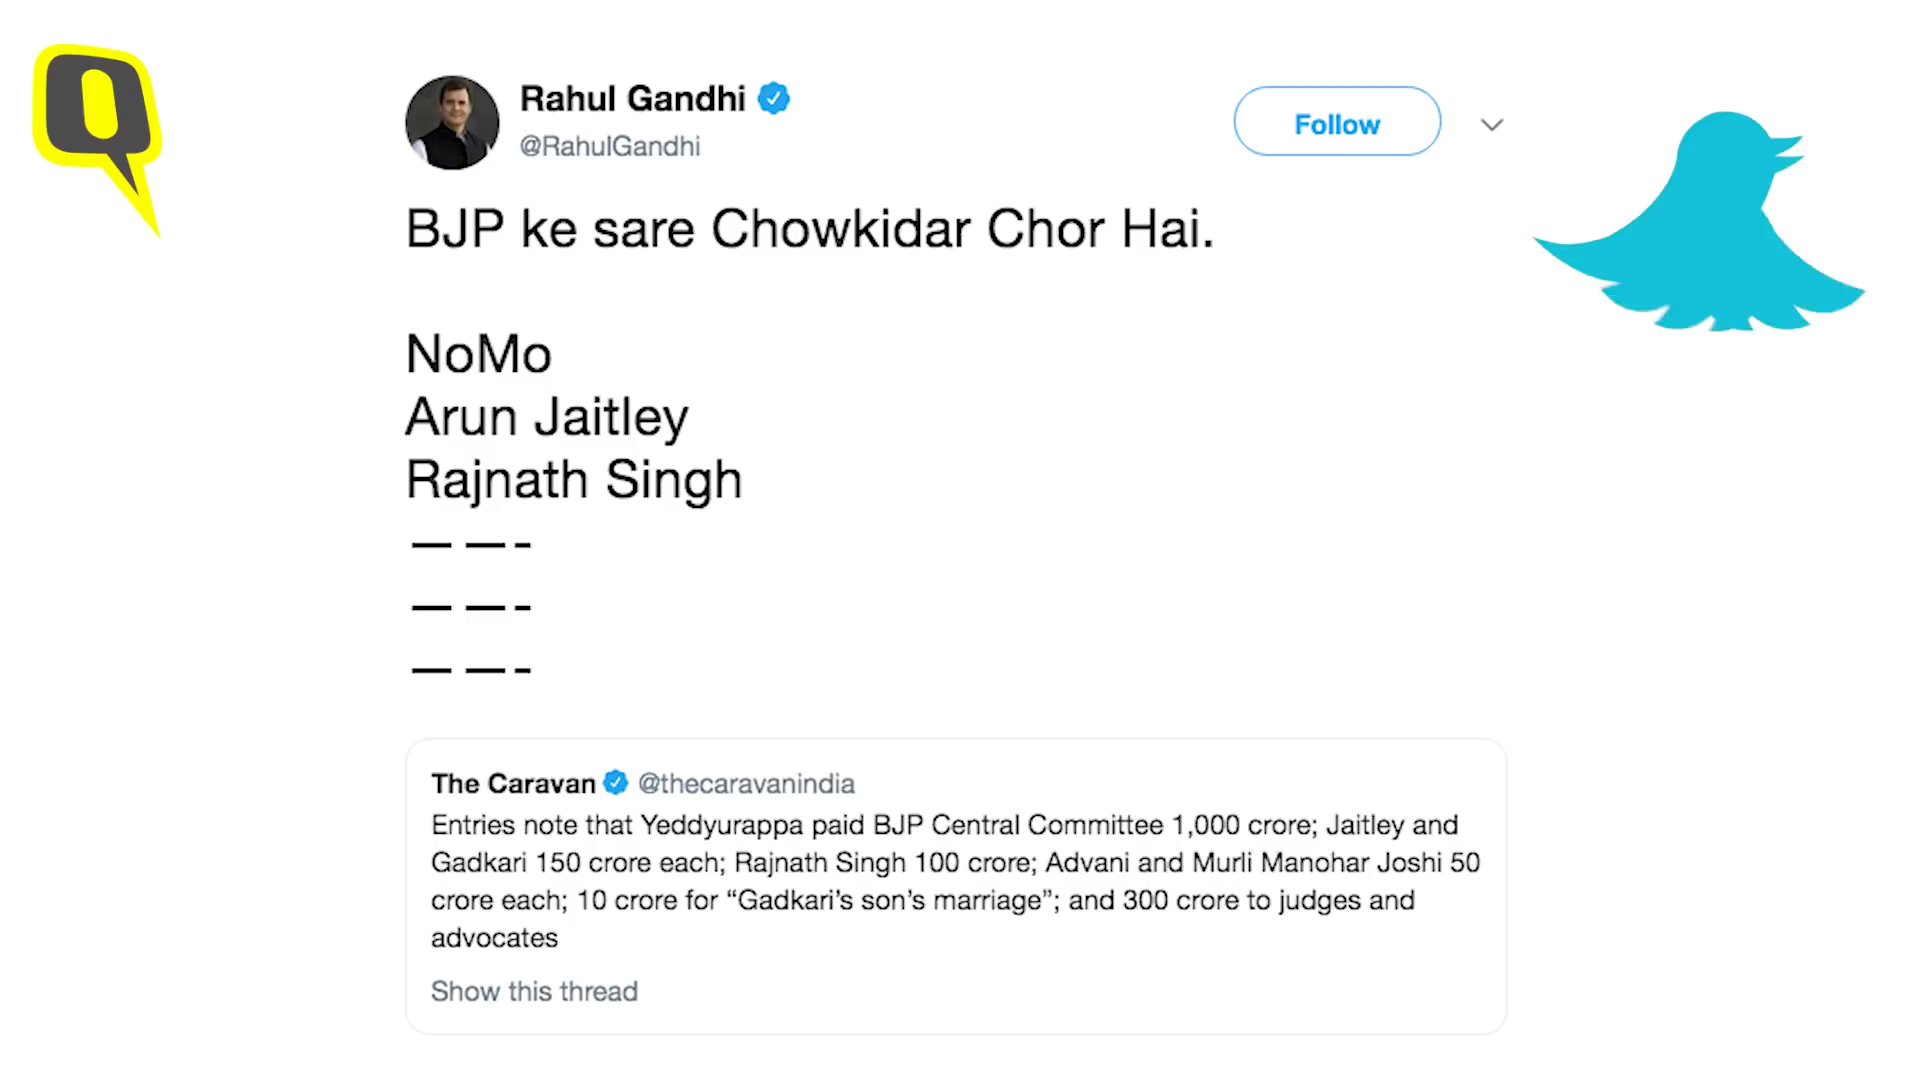 Q
Rahul Gandhi
@RahulGandhi
Follow
BJP ke sare Chowkidar Chor Hai.
NoMo
Arun Jaitley
Rajnath Singh
— — -
— — -
— — -
The Caravan @thecaravanindia
Entries note that Yeddyurappa paid BJP Central Committee 1,000 crore; Jaitley and
Gadkari 150 crore each; Rajnath Singh 100 crore; Advani and Murli Manohar Joshi 50
crore each; 10 crore for “Gadkari’s son’s marriage”; and 300 crore to judges and
advocates
Show this thread